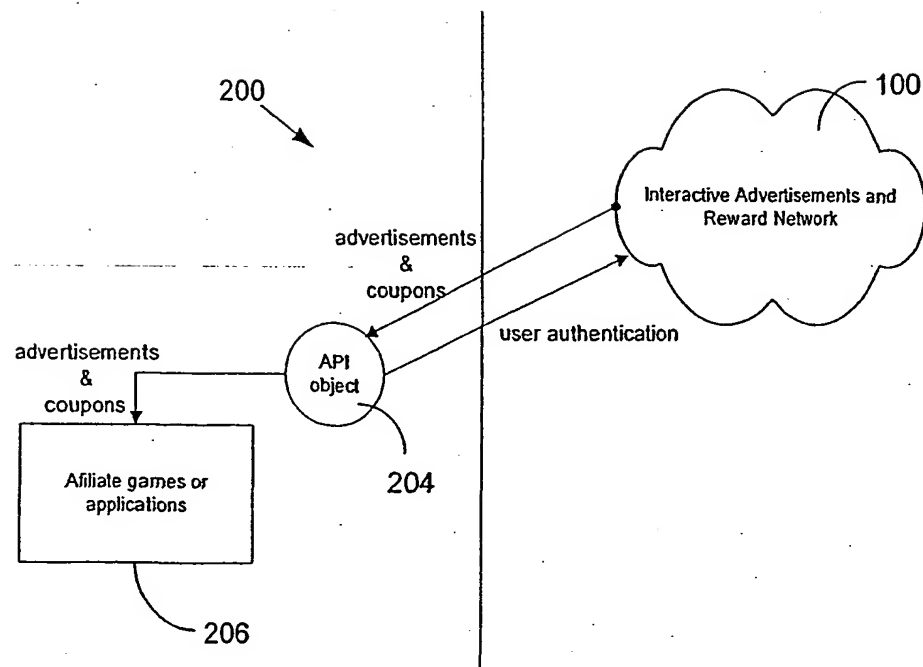 200
100
Interactive Advertisements and
Reward Network
advertisements
&
coupons
user authentication
API
object
advertisements
&
coupons
204
Afiliate games or
applications
206